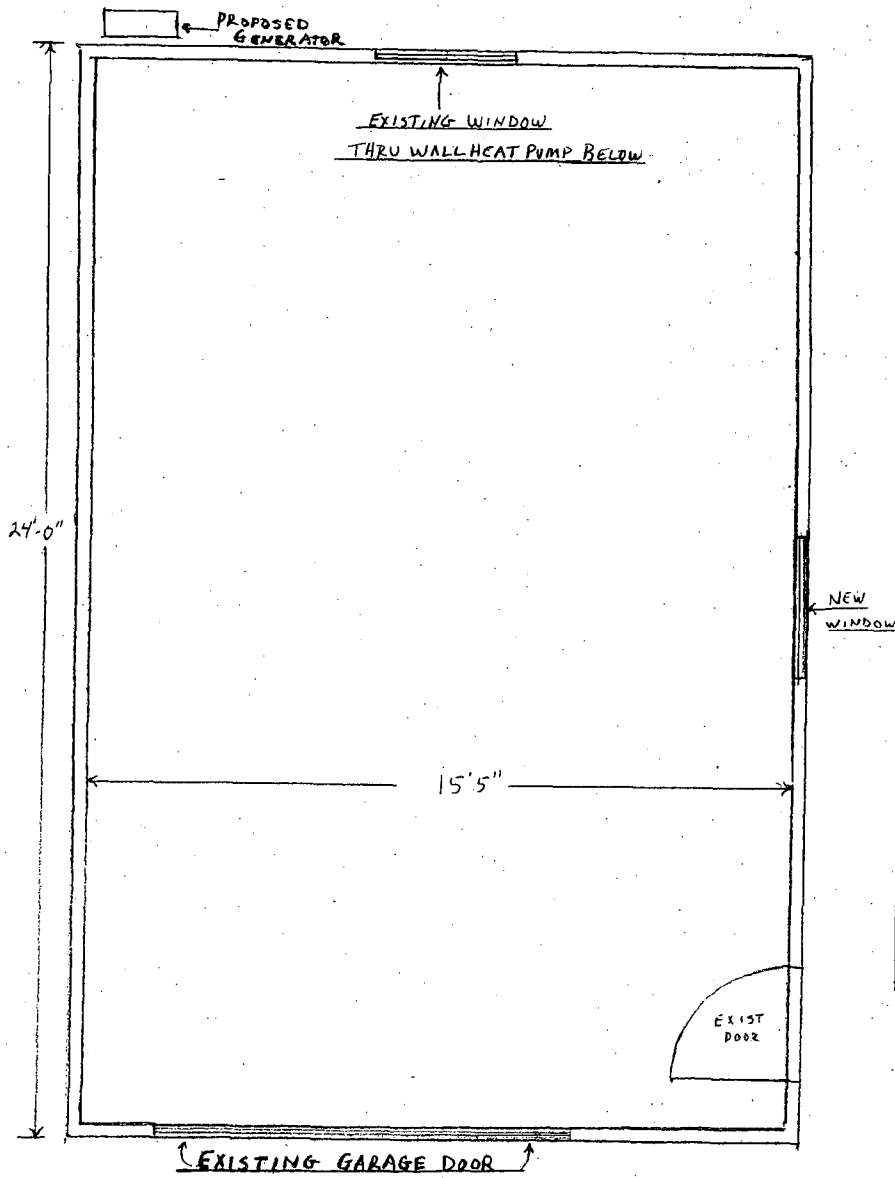 PROPOSED
GENERATOR
EXISTING WINDOW
THRU WALL HEAT PUMP BELOW
24'-0"
NEW
WINDOW
15'5"
EXIST
DOOR
EXISTING GARAGE DOOR